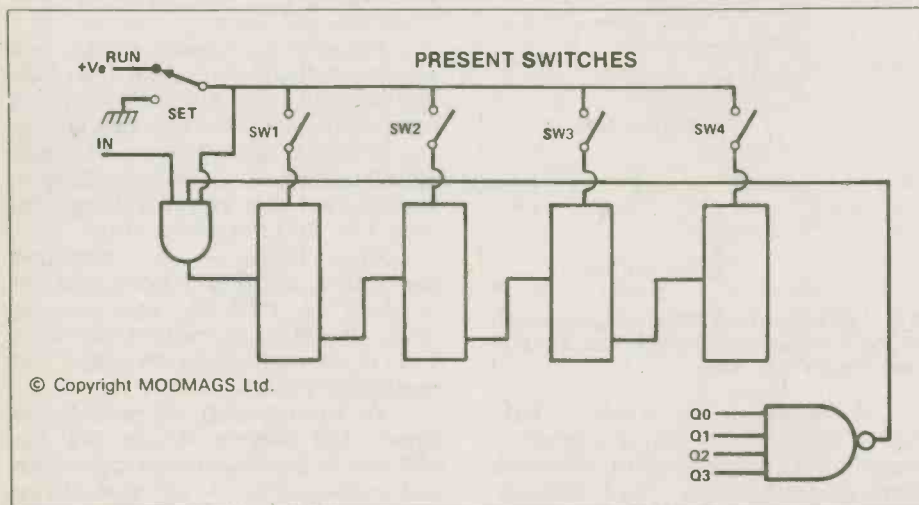 RUN
+Ve
PRESENT SWITCHES
SET
SW1
SW2
SW3
SW4
IN
© Copyright MODMAGS Ltd.
Q0
Q1
Q2
Q3